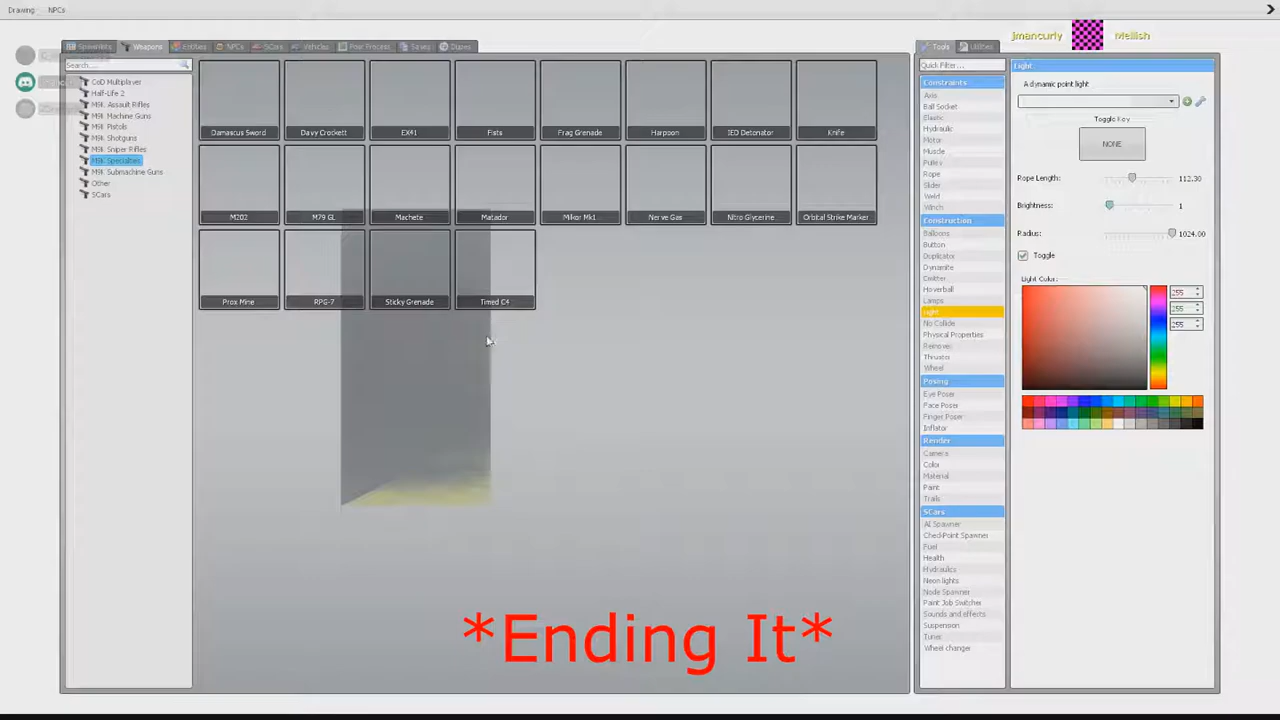 Drawing NPCs
jmancurly Mellish
Spawnlists Weapons Entities NPCs SCars Vehicles Post Process Saves Dupes
Search...
CoD Multiplayer
Half-Life 2
M9k Assault Rifles
M9k Machine Guns
M9k Pistols
M9k Shotguns
M9k Sniper Rifles
M9k Specialties
M9k Submachine Guns
Other
SCars
Damascus Sword Davy Crockett EX41 Fists Frag Grenade Harpoon IED Detonator Knife
M202 M79 GL Machete Matador Milkor Mk1 Nerve Gas Nitro Glycerine Orbital Strike Marker
Prox Mine RPG-7 Sticky Grenade Timed C4
*Ending It*
Tools Utilities
Quick Filter...
Constraints
Axis
Ball Socket
Elastic
Hydraulic
Motor
Muscle
Pulley
Rope
Slider
Weld
Winch
Construction
Balloons
Button
Duplicator
Dynamite
Emitter
Hoverball
Lamps
Light
No Collide
Physical Properties
Remover
Thruster
Wheel
Posing
Eye Poser
Face Poser
Finger Poser
Inflator
Render
Camera
Color
Material
Paint
Trails
SCars
AI Spawner
Check-Point Spawner
Fuel
Health
Hydraulics
Neon lights
Node Spawner
Paint Job Switcher
Sounds and effects
Suspension
Tuner
Wheel changer
Light
A dynamic point light
Toggle Key
NONE
Rope Length: 112.30
Brightness: 1
Radius: 1024.00
Toggle
Light Color:
255
255
255